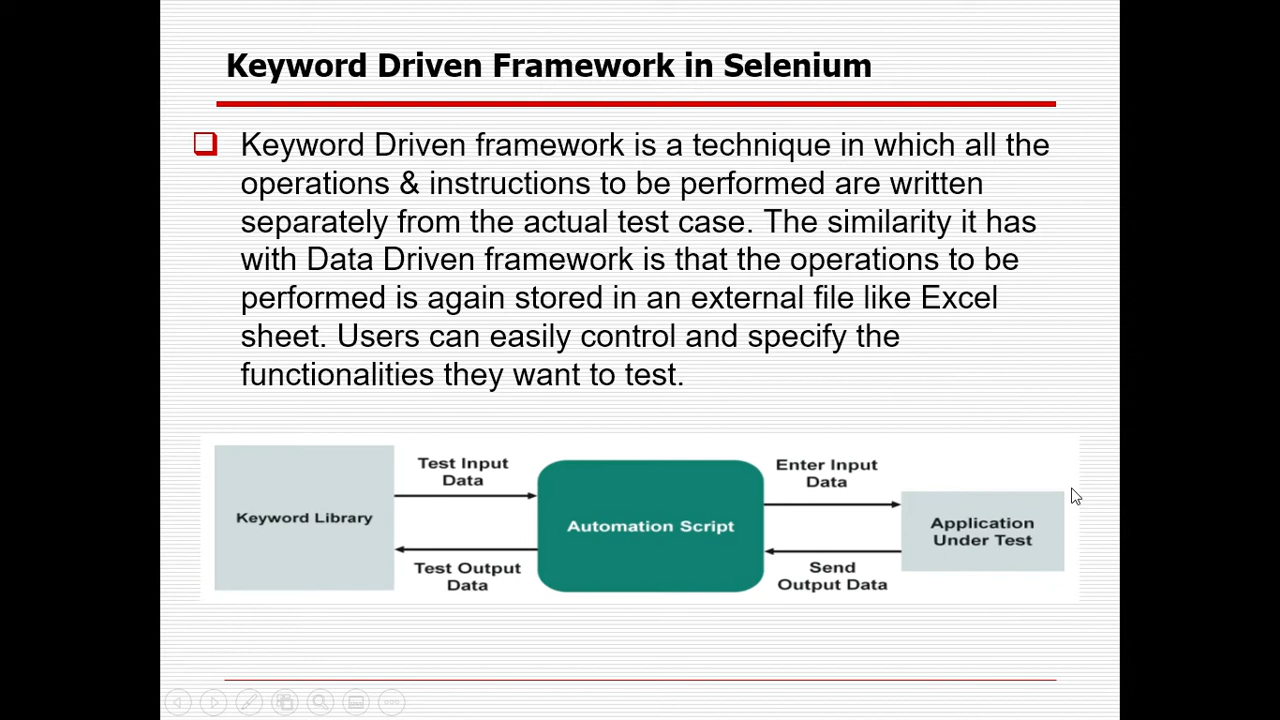 Keyword Driven Framework in Selenium
Keyword Driven framework is a technique in which all the
operations & instructions to be performed are written
separately from the actual test case. The similarity it has
with Data Driven framework is that the operations to be
performed is again stored in an external file like Excel
sheet. Users can easily control and specify the
functionalities they want to test.
Keyword Library
Test Input
Data
Test Output
Data
Automation Script
Enter Input
Data
Send
Output Data
Application
Under Test